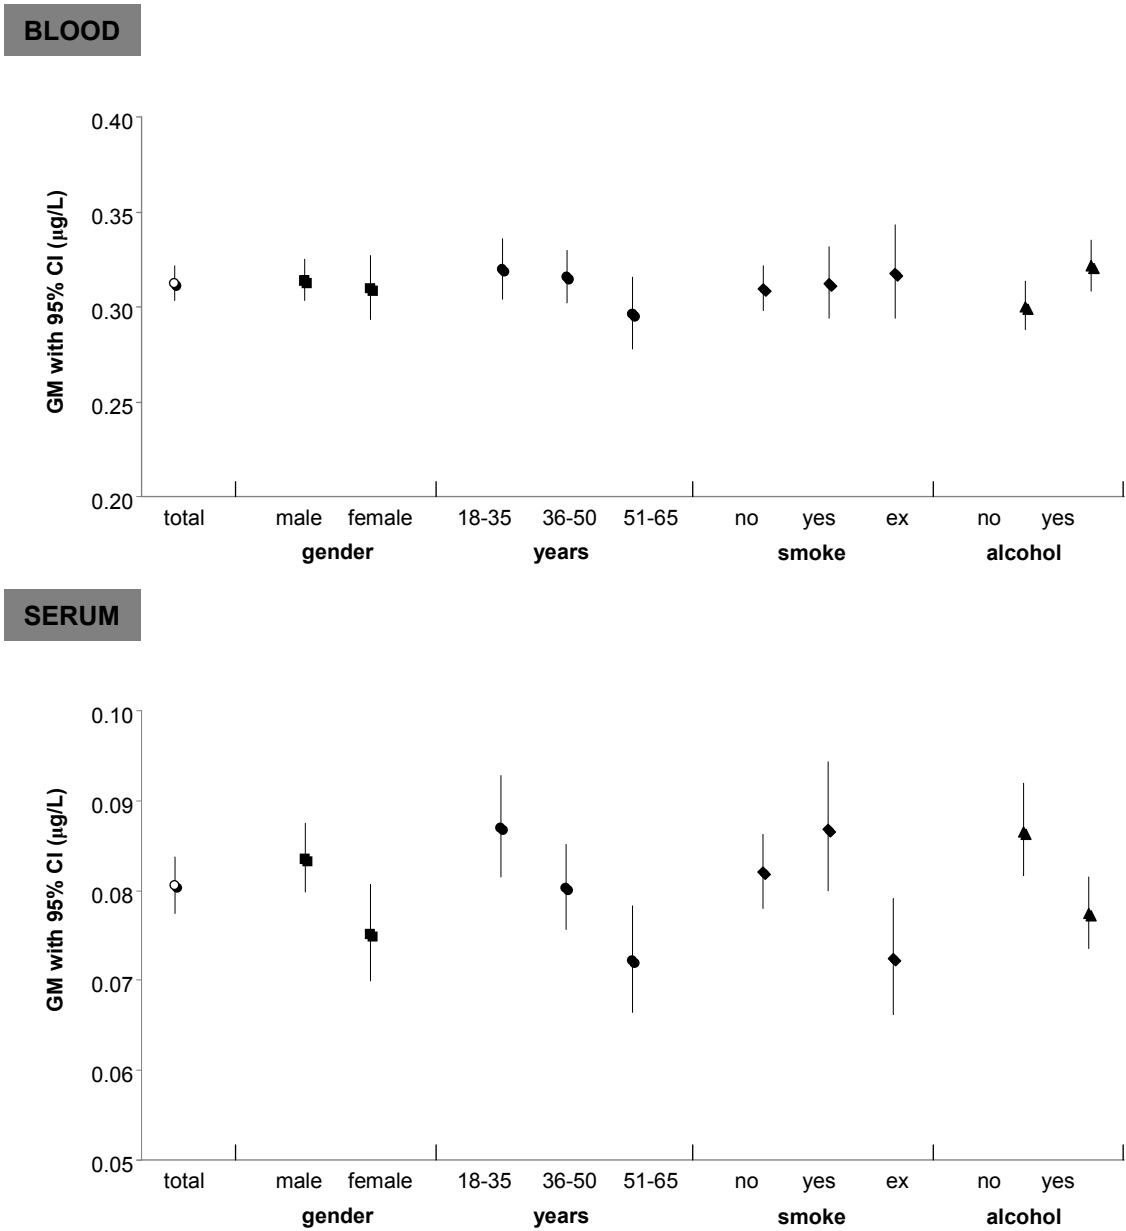 BLOOD
GM with 95% CI (µg/L)
0.40
0.35
0.30
0.25
0.20
total male female 18-35 36-50 51-65 no yes ex no yes
gender years smoke alcohol
SERUM
GM with 95% CI (µg/L)
0.10
0.09
0.08
0.07
0.06
0.05
total male female 18-35 36-50 51-65 no yes ex no yes
gender years smoke alcohol